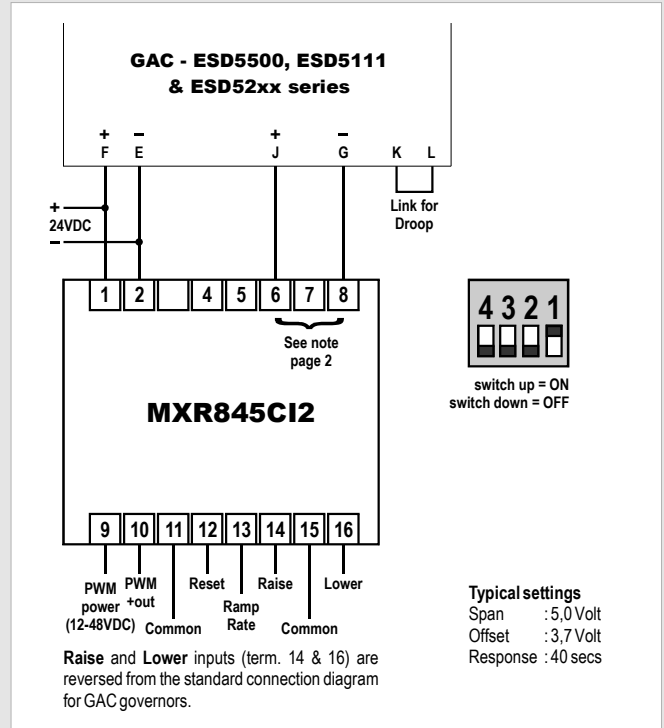 GAC - ESD5500, ESD5111
& ESD52xx series
+ − + −
F E J G K L
+
24VDC
−
Link for
Droop
1 2 4 5 6 7 8
See note
page 2
MXR845CI2
4 3 2 1
switch up = ON
switch down = OFF
9 10 11 12 13 14 15 16
PWM
power
(12-48VDC)
PWM
+out
Common
Reset
Ramp
Rate
Raise
Common
Lower
Typical settings
Span : 5,0 Volt
Offset : 3,7 Volt
Response : 40 secs
Raise and Lower inputs (term. 14 & 16) are
reversed from the standard connection diagram
for GAC governors.